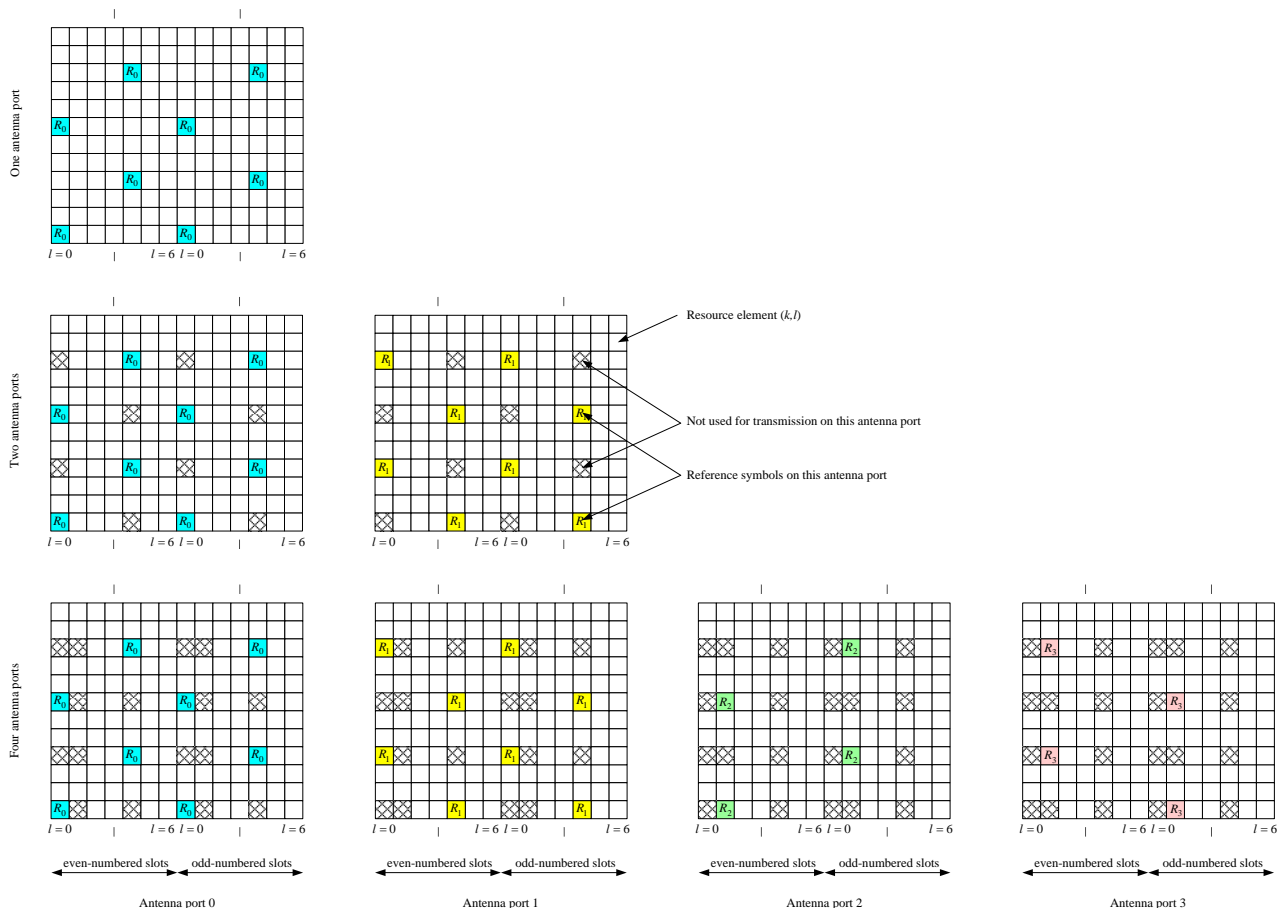 One antenna port
R0 R0
R0 R0
R0 R0
R0 R0
l = 0 l = 6 l = 0 l = 6
Two antenna ports
Resource element (k,l)
R0 R0 R1 R1
R0 R0 R1 R1
Not used for transmission on this antenna port
R0 R0 R1 R1
Reference symbols on this antenna port
R0 R0 R1 R1
l = 0 l = 6 l = 0 l = 6 l = 0 l = 6 l = 0 l = 6
Four antenna ports
R0 R0 R1 R1 R2 R3
R0 R0 R1 R1 R2 R3
R0 R0 R1 R1 R2 R3
R0 R0 R1 R1 R2 R3
l = 0 l = 6 l = 0 l = 6 l = 0 l = 6 l = 0 l = 6 l = 0 l = 6 l = 0 l = 6 l = 0 l = 6 l = 0 l = 6
even-numbered slots odd-numbered slots even-numbered slots odd-numbered slots even-numbered slots odd-numbered slots even-numbered slots odd-numbered slots
Antenna port 0 Antenna port 1 Antenna port 2 Antenna port 3